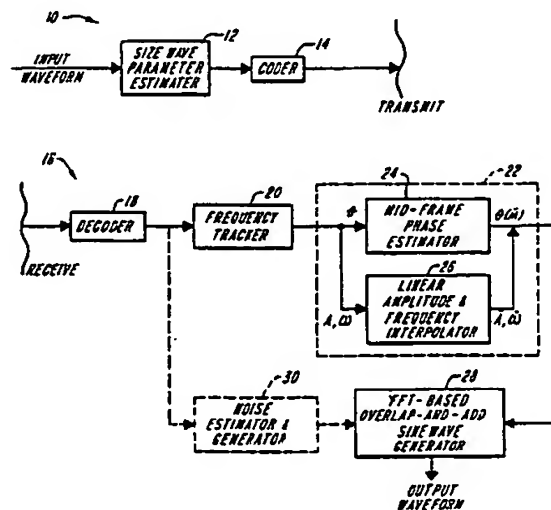 10
12
14
INPUT
WAVEFORM
SIZE WAVE
PARAMETER
ESTIMATER
CODER
TRANSMIT
16
18
20
24
22
DECODER
FREQUENCY
TRACKER
θ
MID-FRAME
PHASE
ESTIMATOR
RECEIVE
26
LINEAR
AMPLITUDE &
FREQUENCY
INTERPOLATOR
A, ω
30
28
NOISE
ESTIMATOR &
GENERATOR
FFT-BASED
OVERLAP-AND-ADD
SINE WAVE
GENERATOR
OUTPUT
WAVEFORM